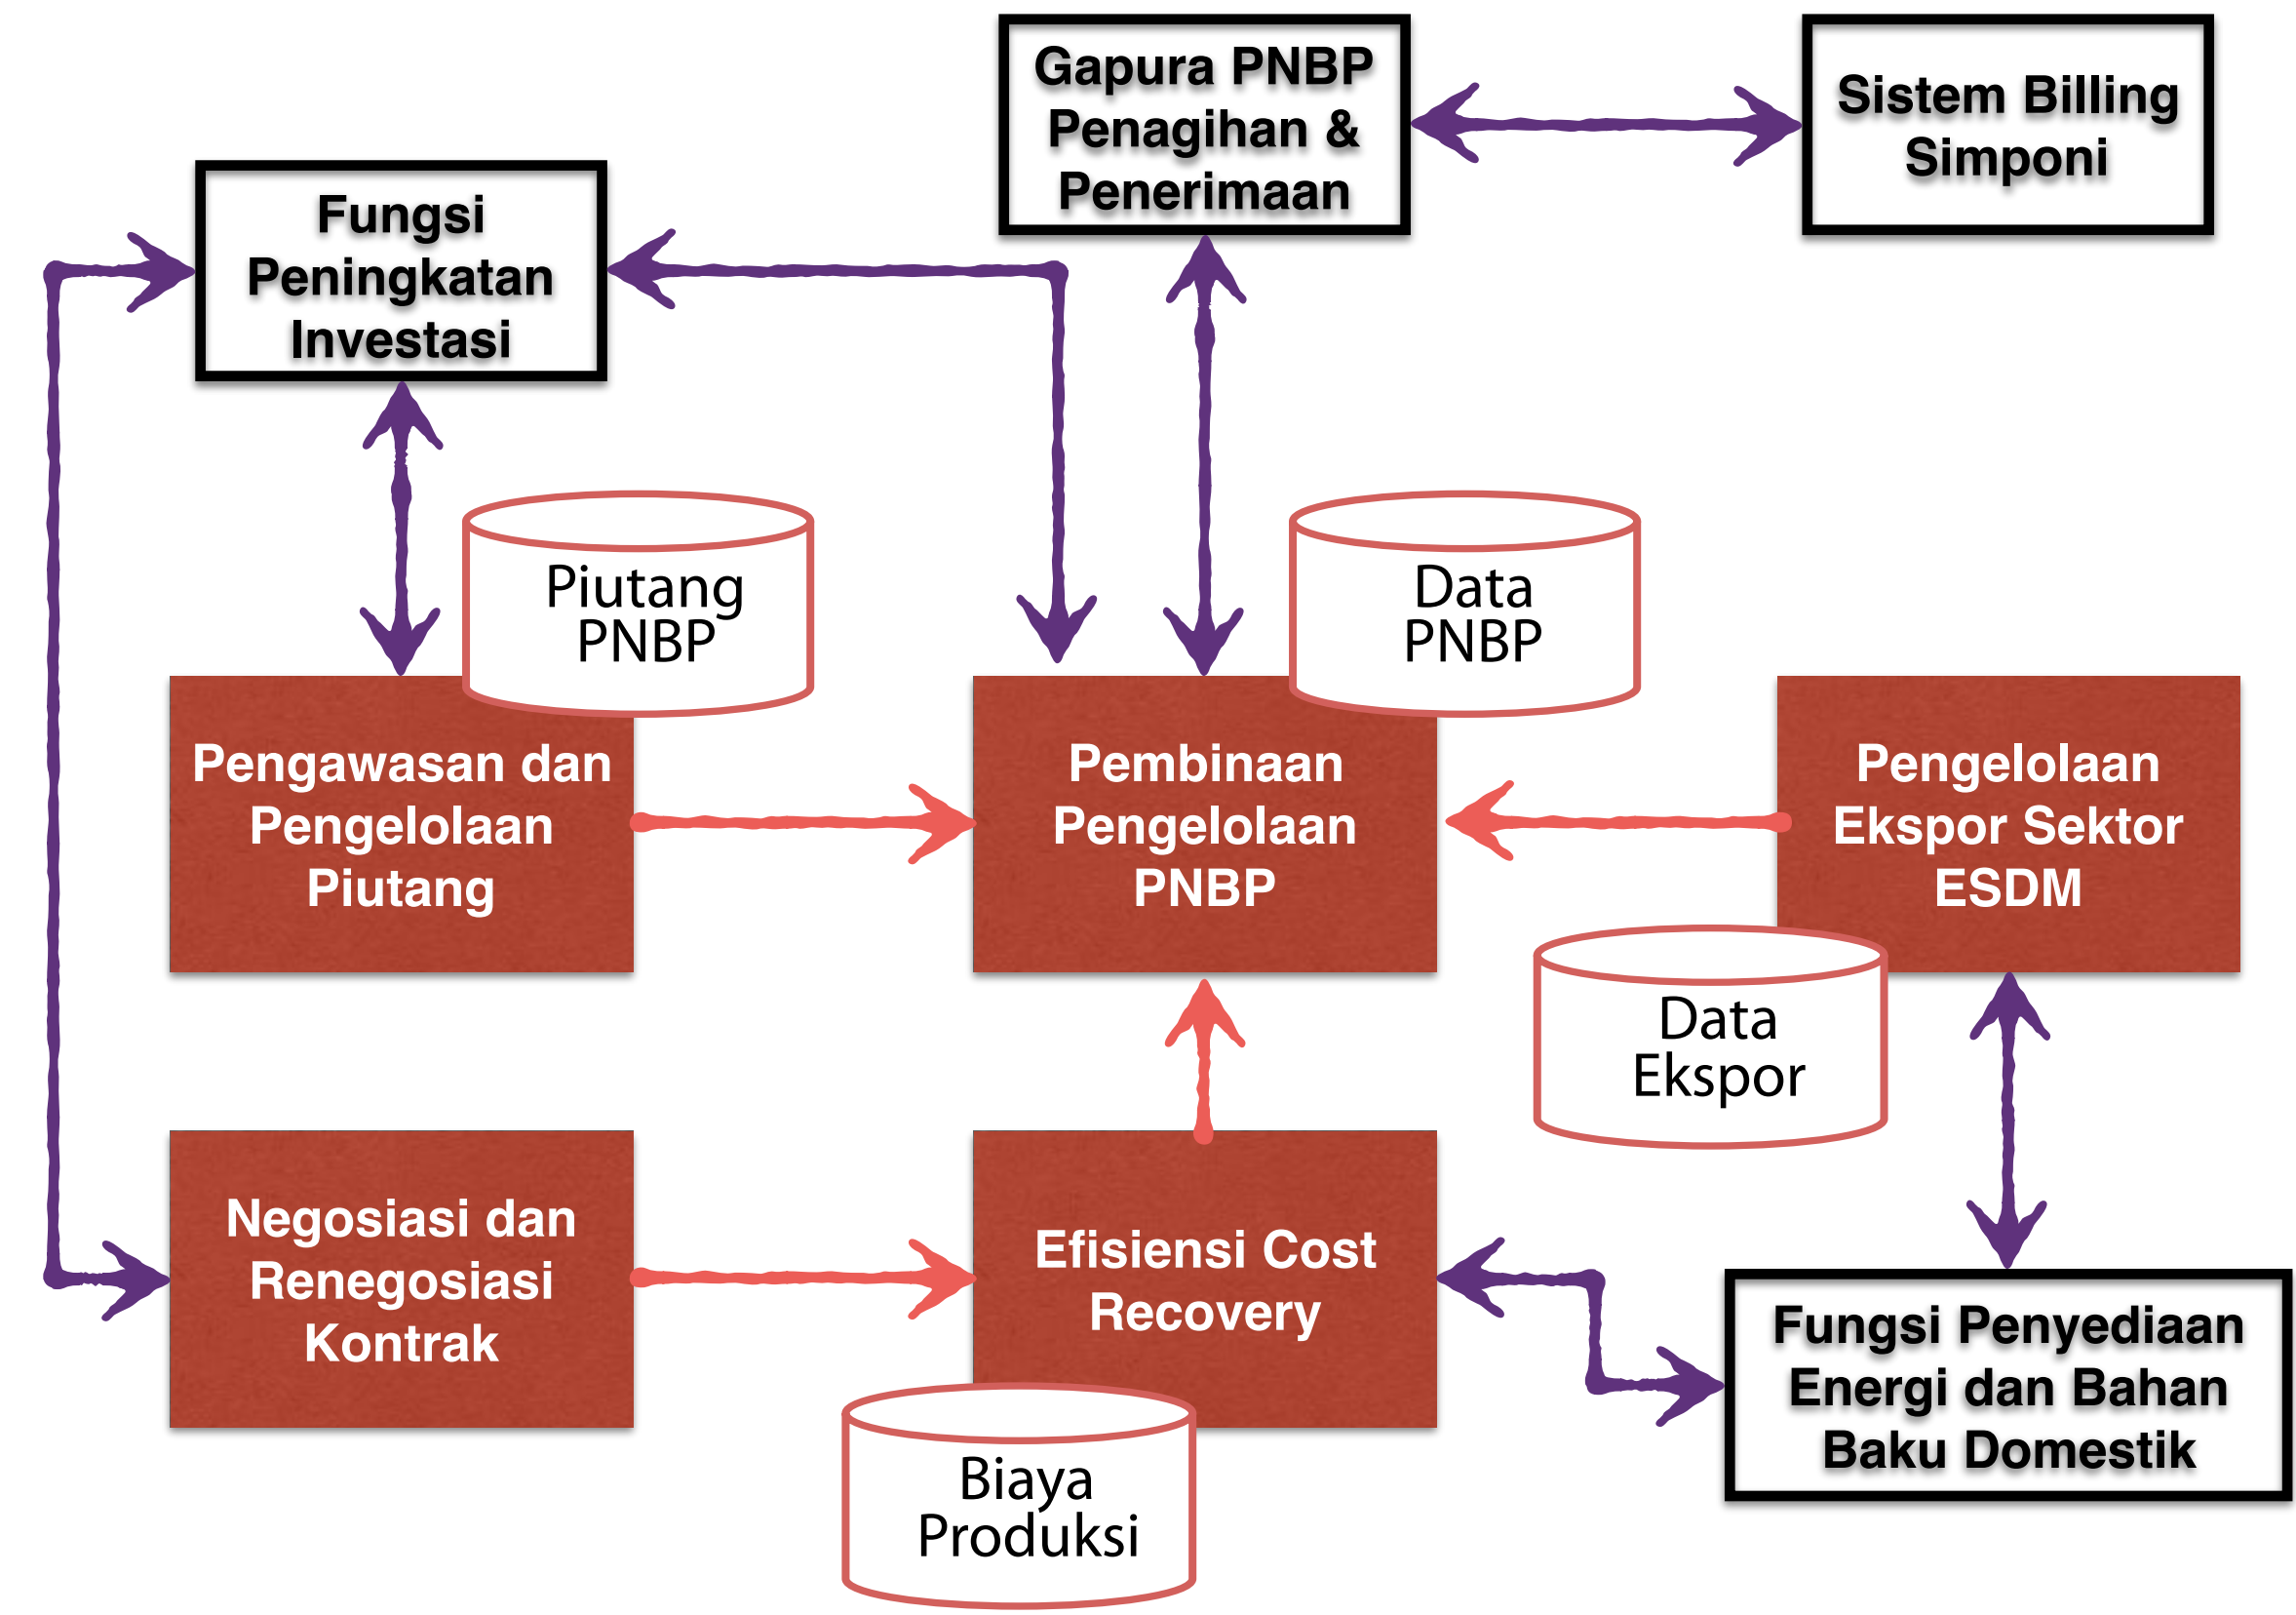 Gapura PNBP
Penagihan &
Penerimaan
Sistem Billing
Simponi
Fungsi
Peningkatan
Investasi
Piutang
PNBP
Data
PNBP
Pengawasan dan
Pengelolaan
Piutang
Pembinaan
Pengelolaan
PNBP
Pengelolaan
Ekspor Sektor
ESDM
Data
Ekspor
Negosiasi dan
Renegosiasi
Kontrak
Efisiensi Cost
Recovery
Fungsi Penyediaan
Energi dan Bahan
Baku Domestik
Biaya
Produksi